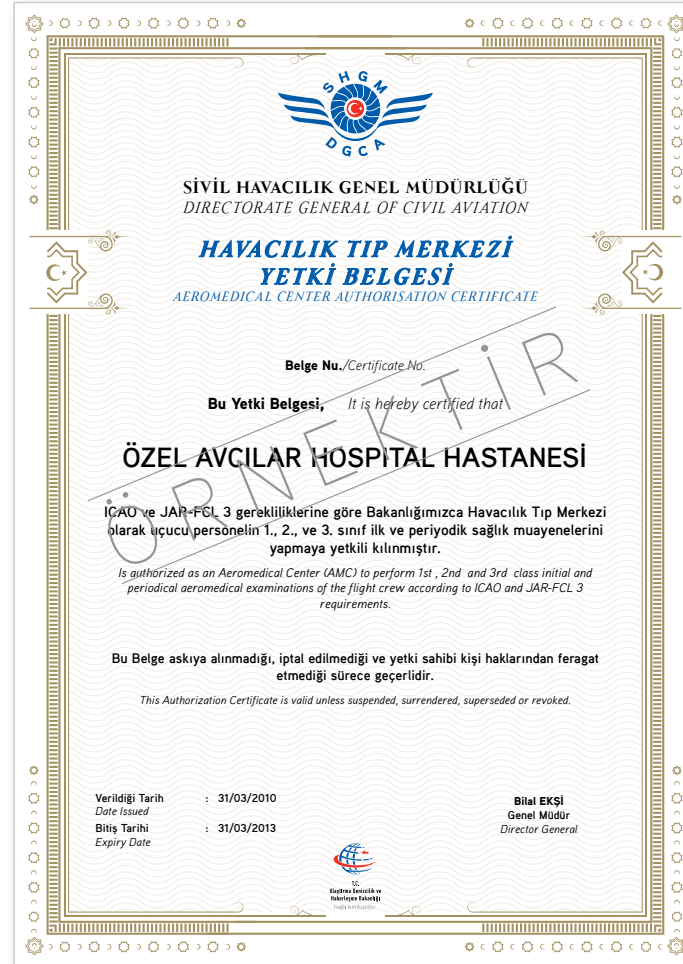 SHGM
DGCA
SİVİL HAVACILIK GENEL MÜDÜRLÜĞÜ
DIRECTORATE GENERAL OF CIVIL AVIATION
HAVACILIK TIP MERKEZİ
YETKİ BELGESİ
AEROMEDICAL CENTER AUTHORISATION CERTIFICATE
Belge Nu./Certificate No.
Bu Yetki Belgesi, It is hereby certified that
ÖRNEKTİR
ÖZEL AVCILAR HOSPITAL HASTANESİ
ICAO ve JAR-FCL 3 gerekliliklerine göre Bakanlığımızca Havacılık Tıp Merkezi
olarak uçucu personelin 1., 2., ve 3. sınıf ilk ve periyodik sağlık muayenelerini
yapmaya yetkili kılınmıştır.
Is authorized as an Aeromedical Center (AMC) to perform 1st , 2nd and 3rd class initial and
periodical aeromedical examinations of the flight crew according to ICAO and JAR-FCL 3
requirements.
Bu Belge askıya alınmadığı, iptal edilmediği ve yetki sahibi kişi haklarından feragat
etmediği sürece geçerlidir.
This Authorization Certificate is valid unless suspended, surrendered, superseded or revoked.
Verildiği Tarih : 31/03/2010
Date Issued
Bitiş Tarihi : 31/03/2013
Expiry Date
Bilal EKŞİ
Genel Müdür
Director General
T.C.
Ulaştırma Denizcilik ve
Haberleşme Bakanlığı